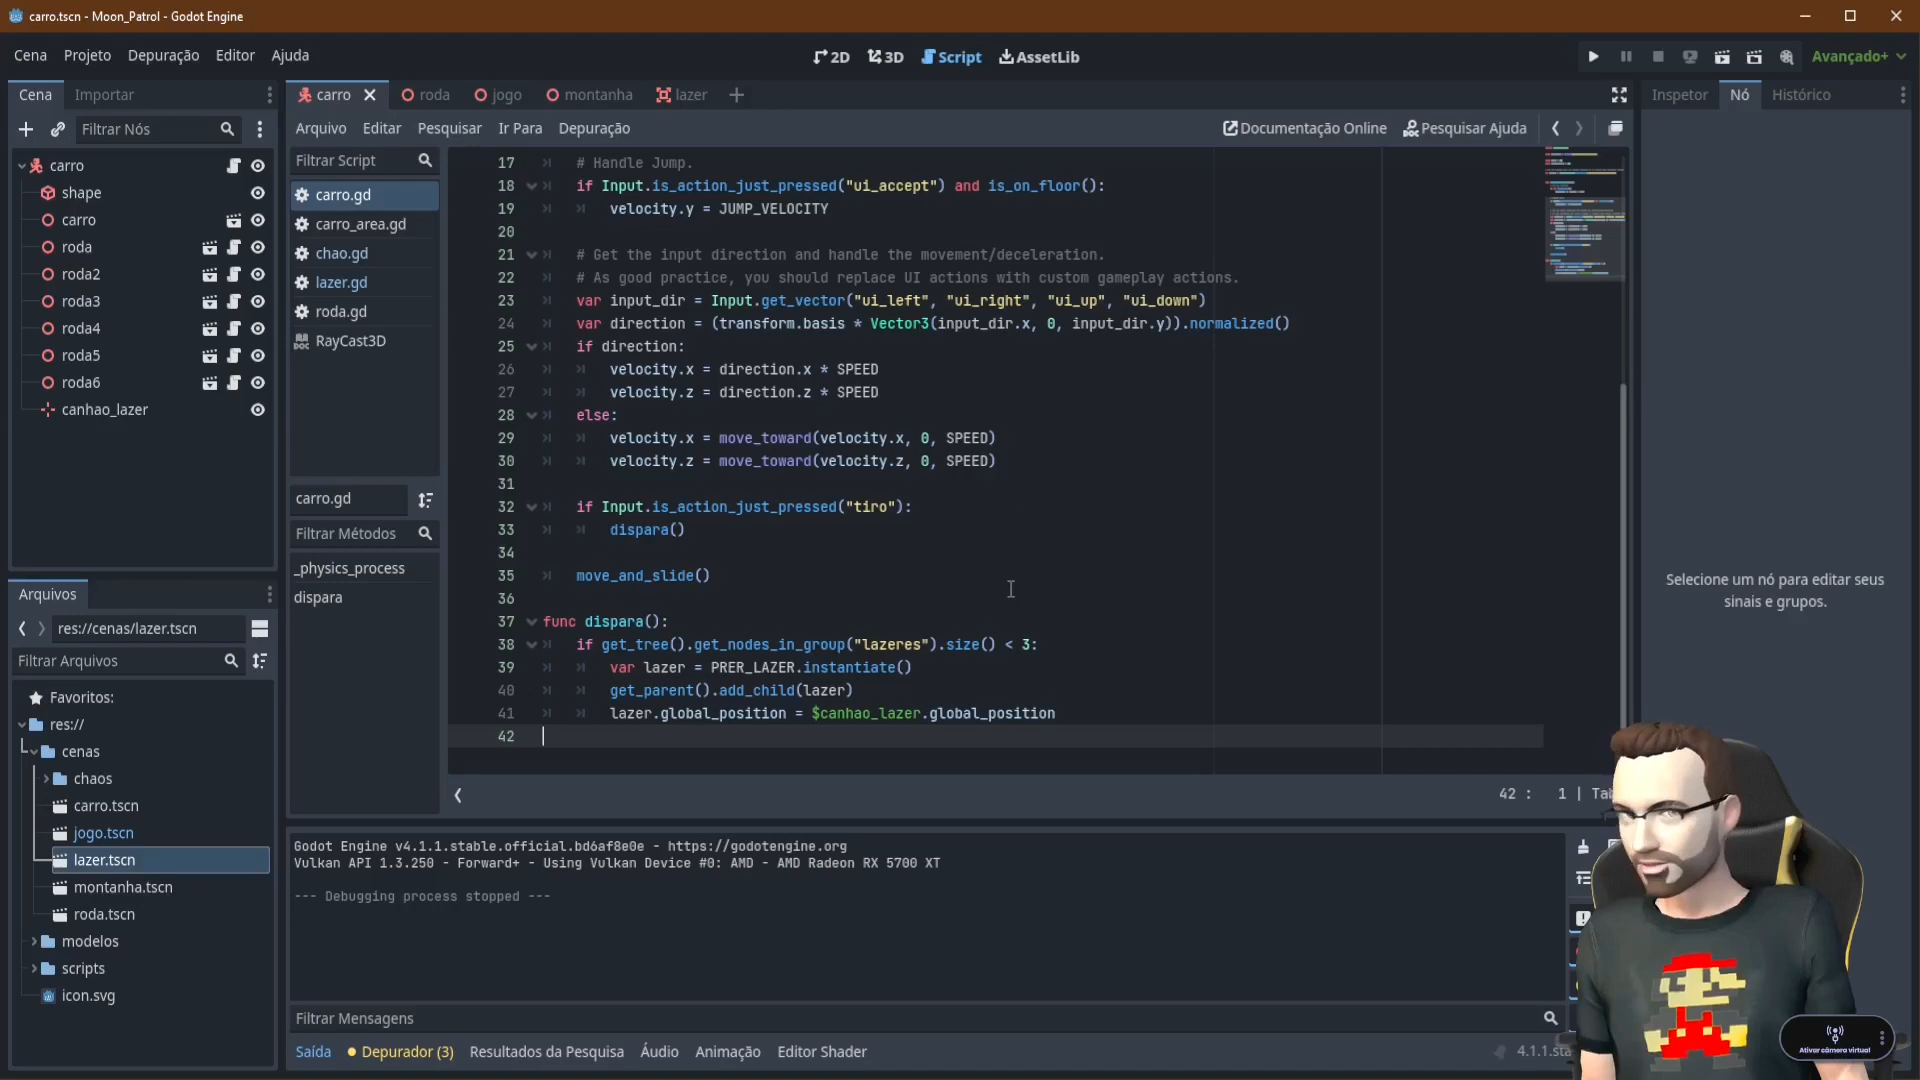 carro.tscn - Moon_Patrol - Godot Engine
Cena Projeto Depuração Editor Ajuda
2D 3D Script AssetLib
Avançado+
Cena Importar
carro roda jogo montanha lazer
Inspetor Nó Histórico
Filtrar Nós
Arquivo Editar Pesquisar Ir Para Depuração
Documentação Online Pesquisar Ajuda
carro
shape
carro
roda
roda2
roda3
roda4
roda5
roda6
canhao_lazer
Filtrar Script
carro.gd
carro_area.gd
chao.gd
lazer.gd
roda.gd
RayCast3D
carro.gd
Filtrar Métodos
_physics_process
dispara
17 # Handle Jump.
18 if Input.is_action_just_pressed("ui_accept") and is_on_floor():
19 velocity.y = JUMP_VELOCITY
20
21 # Get the input direction and handle the movement/deceleration.
22 # As good practice, you should replace UI actions with custom gameplay actions.
23 var input_dir = Input.get_vector("ui_left", "ui_right", "ui_up", "ui_down")
24 var direction = (transform.basis * Vector3(input_dir.x, 0, input_dir.y)).normalized()
25 if direction:
26 velocity.x = direction.x * SPEED
27 velocity.z = direction.z * SPEED
28 else:
29 velocity.x = move_toward(velocity.x, 0, SPEED)
30 velocity.z = move_toward(velocity.z, 0, SPEED)
31
32 if Input.is_action_just_pressed("tiro"):
33 dispara()
34
35 move_and_slide()
36
37 func dispara():
38 if get_tree().get_nodes_in_group("lazeres").size() < 3:
39 var lazer = PRER_LAZER.instantiate()
40 get_parent().add_child(lazer)
41 lazer.global_position = $canhao_lazer.global_position
42
42 : 1 |
Selecione um nó para editar seus
sinais e grupos.
Arquivos
res://cenas/lazer.tscn
Filtrar Arquivos
Favoritos:
res://
cenas
chaos
carro.tscn
jogo.tscn
lazer.tscn
montanha.tscn
roda.tscn
modelos
scripts
icon.svg
Godot Engine v4.1.1.stable.official.bd6af8e0e - https://godotengine.org
Vulkan API 1.3.250 - Forward+ - Using Vulkan Device #0: AMD - AMD Radeon RX 5700 XT
--- Debugging process stopped ---
Filtrar Mensagens
Saída Depurador (3) Resultados da Pesquisa Áudio Animação Editor Shader
Ativar câmera virtual